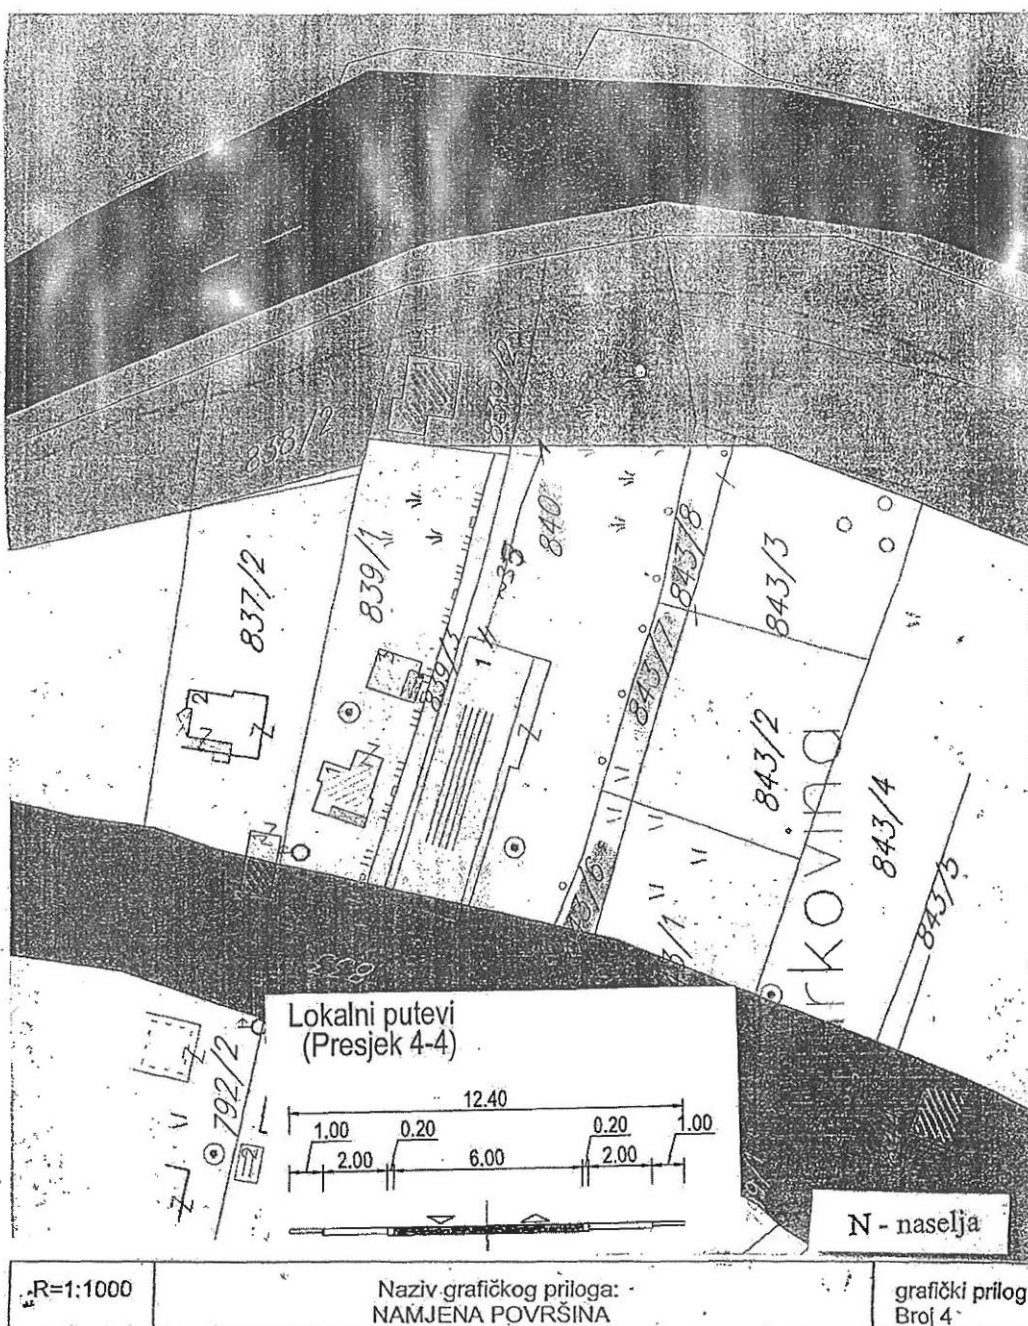 838/2
837/2
839/1
839/3
840
843/8
843/7
843/3
843/2
843/4
843/5
rkovina
833
792/2
Lokalni putevi
(Presjek 4-4)
12.40
1.00 0.20 0.20 1.00
2.00 6.00 2.00
N - naselja
R=1:1000
Naziv grafičkog priloga:
NAMJENA POVRŠINA
grafički prilog
Broj 4